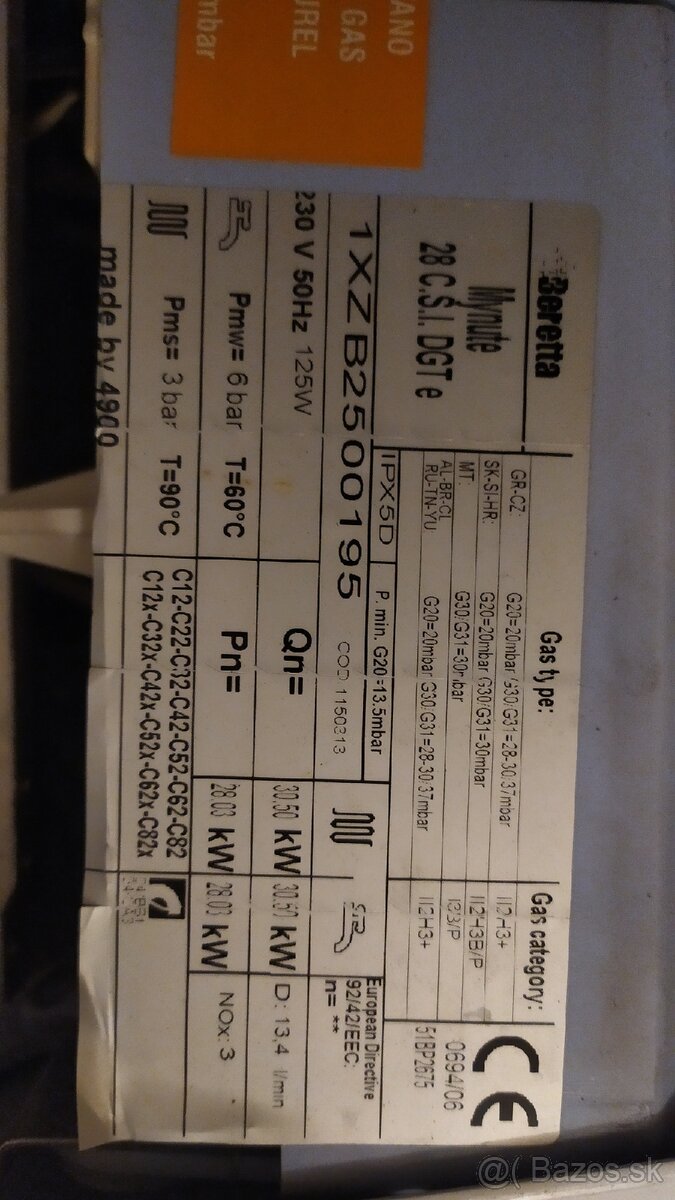 ANO
GAS
UREL
mbar
Beretta
Mynute
28 C.S.I. DGT e
Gas type: Gas category:
GR-CZ: G20=20mbar G30/G31=28-30/37mbar II2H3+
SK-SI-HR: G20=20mbar G30/G31=30mbar II2H3B/P
MT: G30/G31=30mbar I3B/P
AL-BR-CL
RU-TN-YU: G20=20mbar G30/G31=28-30/37mbar II2H3+
CE
0694/06
51BP2675
IPX5D P. min. G20=13.5mbar
1XZB2500195 COD 1150313
European Directive
92/42/EEC:
n= **
230 V 50Hz 125W Qn= 30.50 kW kW D: 13,4 l/min
Pmw= 6 bar T=60°C Pn= 28.03 kW 28.03 kW NOx: 3
Pms= 3 bar T=90°C C12-C22-C32-C42-C52-C62-C82
C12x-C32x-C42x-C52x-C62x-C82x
made by 4900
@( Bazos.sk